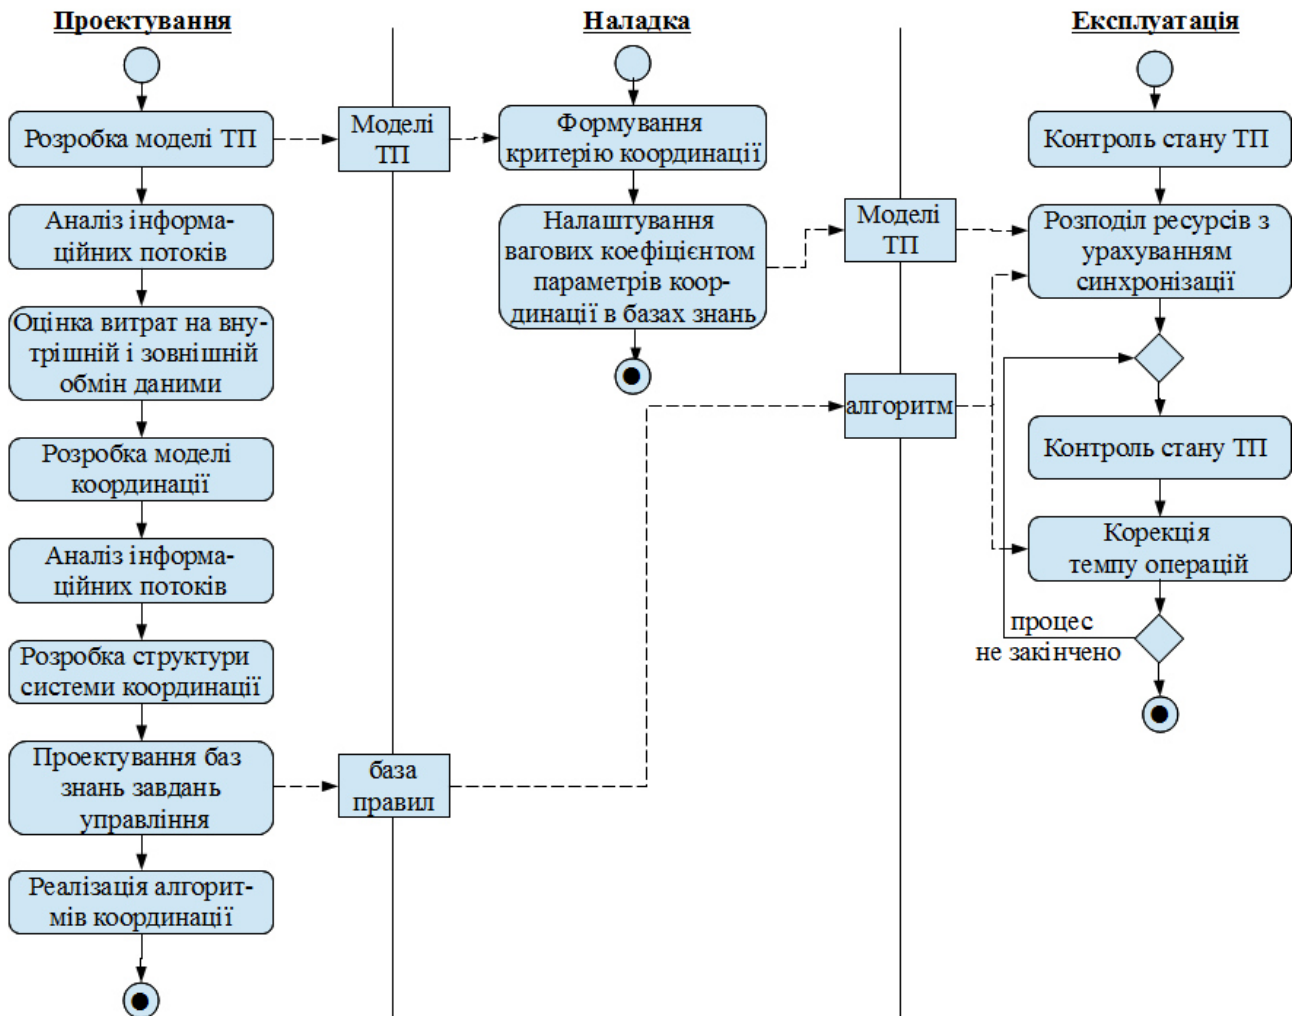 Проектування
Розробка моделі ТП
Аналіз інформа-
ційних потоків
Оцінка витрат на вну-
трішній і зовнішній
обмін даними
Розробка моделі
координації
Аналіз інформа-
ційних потоків
Розробка структури
системи координації
Проектування баз
знань завдань
управління
Реалізація алгорит-
мів координації
Моделі
ТП
база
правил
Наладка
Формування
критерію координації
Налаштування
вагових коефіцієнтом
параметрів коор-
динації в базах знань
Моделі
ТП
алгоритм
Експлуатація
Контроль стану ТП
Розподіл ресурсів з
урахуванням
синхронізації
Контроль стану ТП
Корекція
темпу операцій
процес
не закінчено